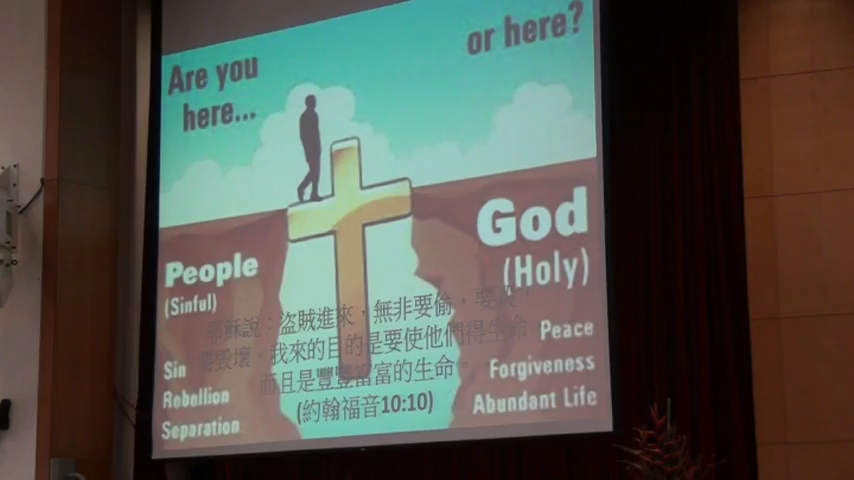 Are you
here...
or here?
God
(Holy)
People
(Sinful)
耶穌說：盜賊進來，無非要偷，要殺，
要毀壞。我來的目的是要使他們得生命
而且是豐豐富富的生命。
(約翰福音10:10)
Sin
Rebellion
Separation
Peace
Forgiveness
Abundant Life